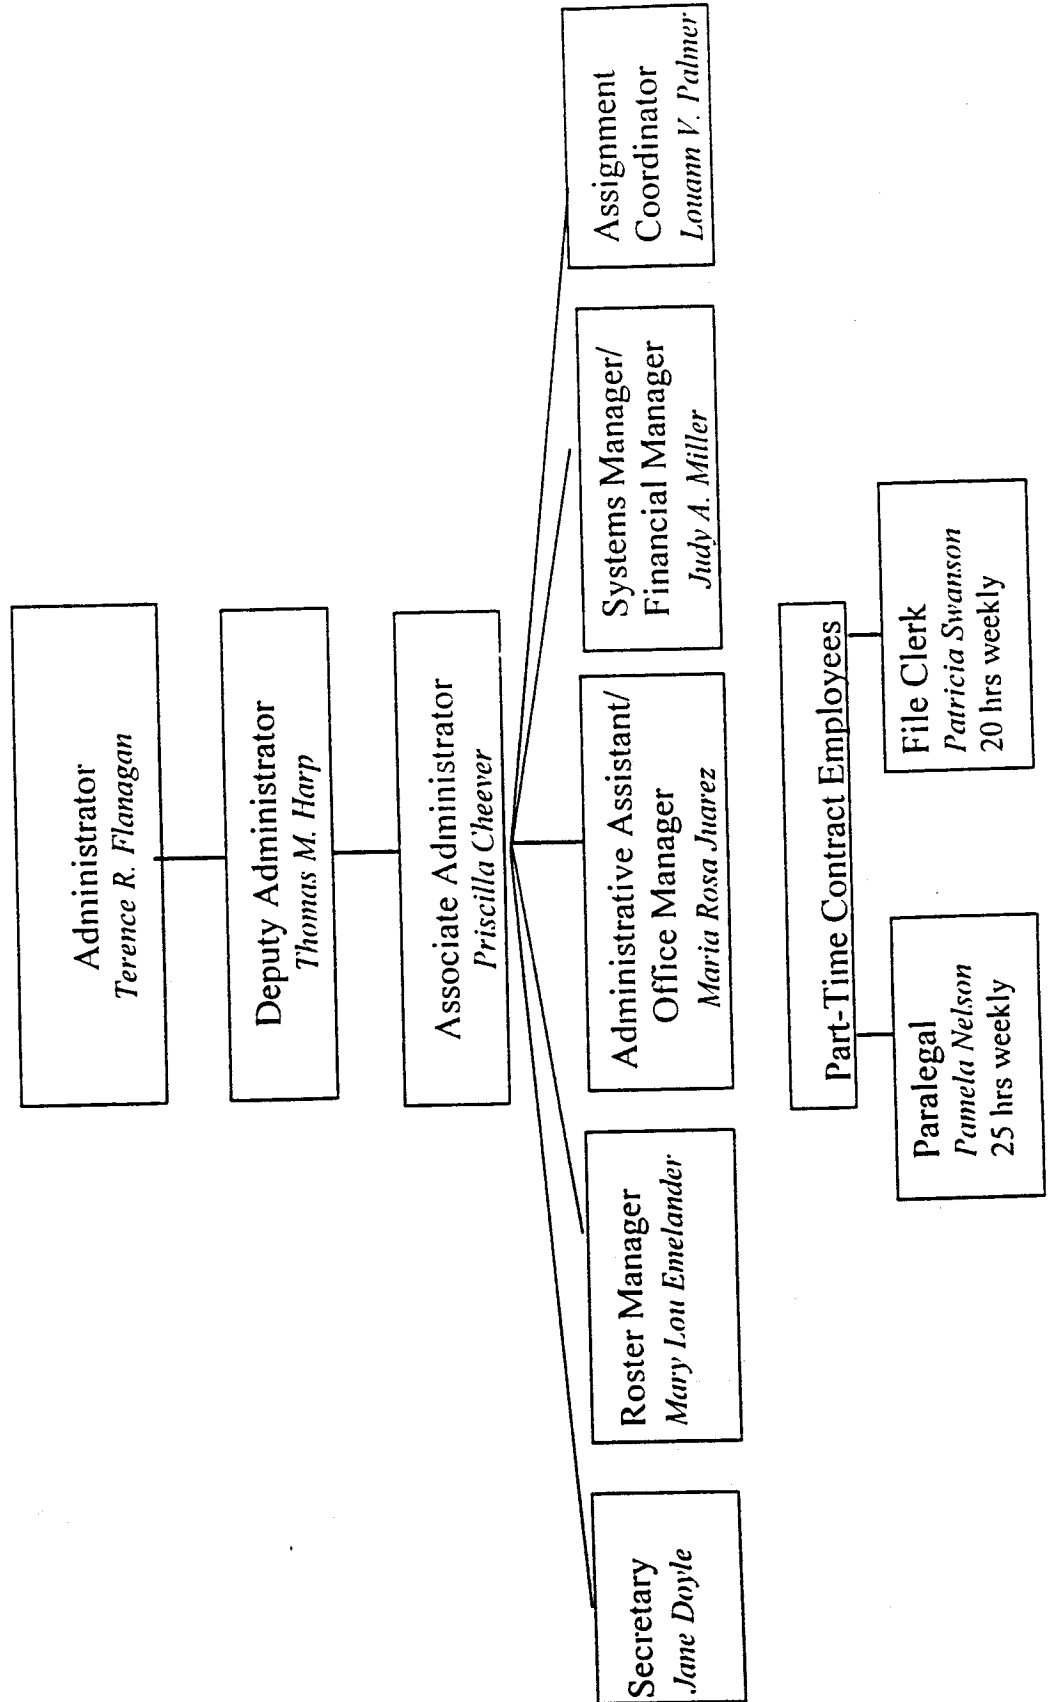 Administrator
Terence R. Flanagan
Deputy Administrator
Thomas M. Harp
Associate Administrator
Priscilla Cheever
Secretary
Jane Doyle
Roster Manager
Mary Lou Emelander
Administrative Assistant/
Office Manager
Maria Rosa Juarez
Systems Manager/
Financial Manager
Judy A. Miller
Assignment
Coordinator
Louann V. Palmer
Part-Time Contract Employees
Paralegal
Pamela Nelson
25 hrs weekly
File Clerk
Patricia Swanson
20 hrs weekly